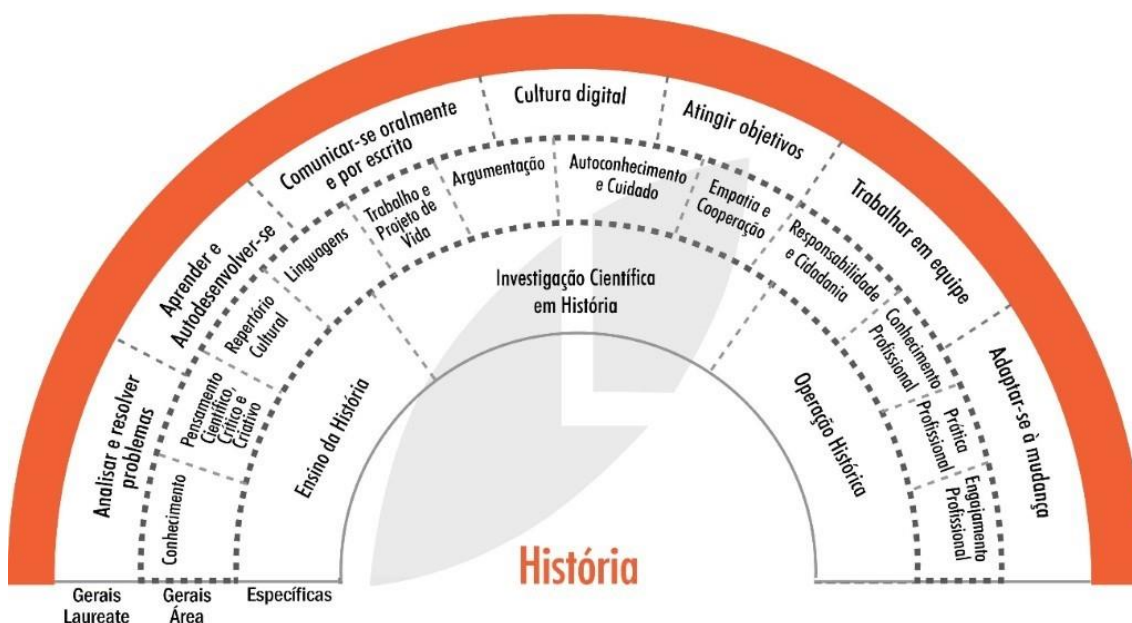 Analisar e resolver
problemas
Aprender e
Autodesenvolver-se
Comunicar-se oralmente
e por escrito
Cultura digital
Atingir objetivos
Trabalhar em equipe
Adaptar-se à mudança
Conhecimento
Pensamento
Científico,
Crítico e
Criativo
Repertório
Cultural
Linguagens
Trabalho e
Projeto de
Vida
Argumentação
Autoconhecimento
e Cuidado
Empatia e
Cooperação
Responsabilidade
e Cidadania
Conhecimento
Profissional
Prática
Profissional
Engajamento
Profissional
Ensino da História
Investigação Científica
em História
Operação Histórica
História
Gerais
Laureate
Gerais
Área
Específicas